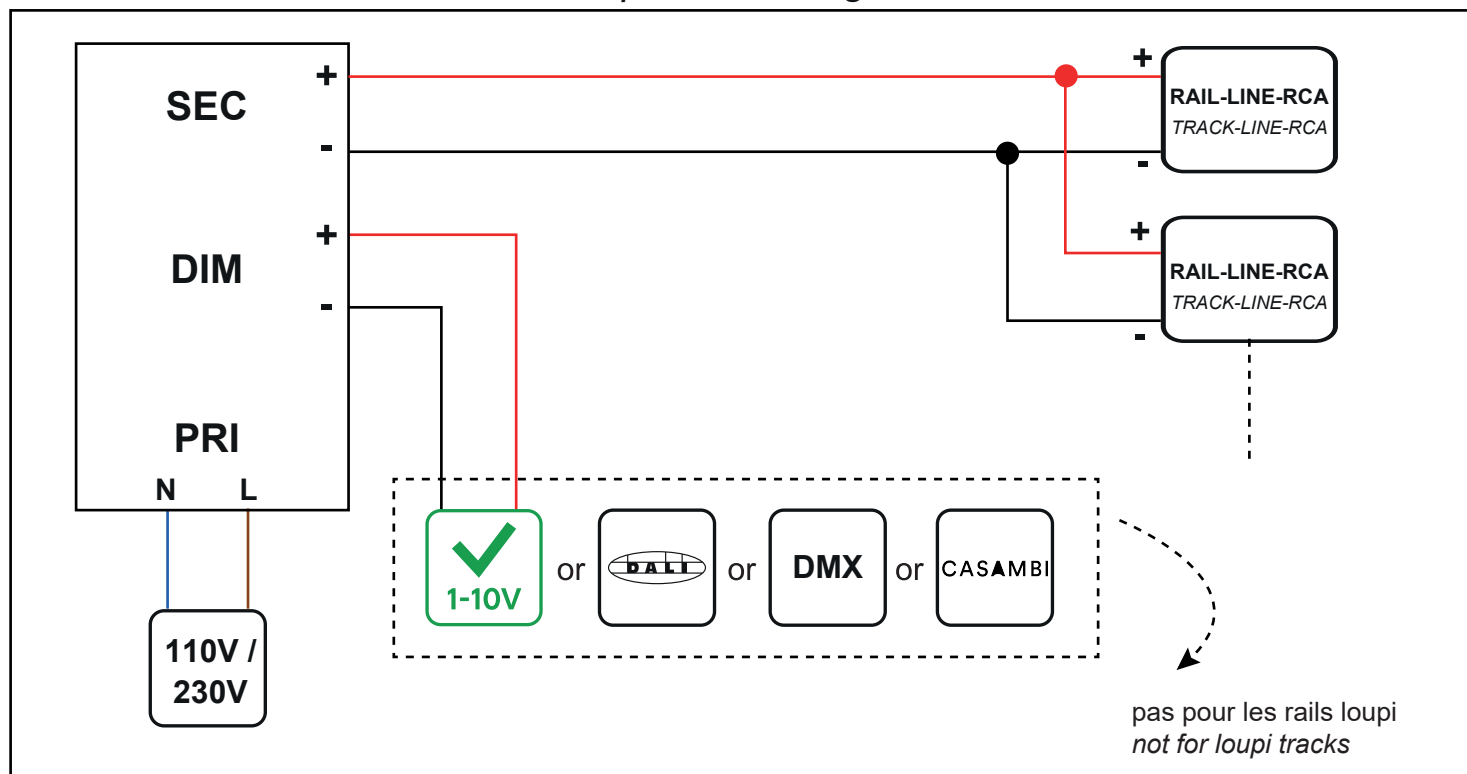 SEC
+
-
DIM
+
-
PRI
N L
110V /
230V
+
RAIL-LINE-RCA
TRACK-LINE-RCA
-
+
RAIL-LINE-RCA
TRACK-LINE-RCA
-
1-10V
or
DALI
or
DMX
or
CASAMBI
pas pour les rails loupi
not for loupi tracks